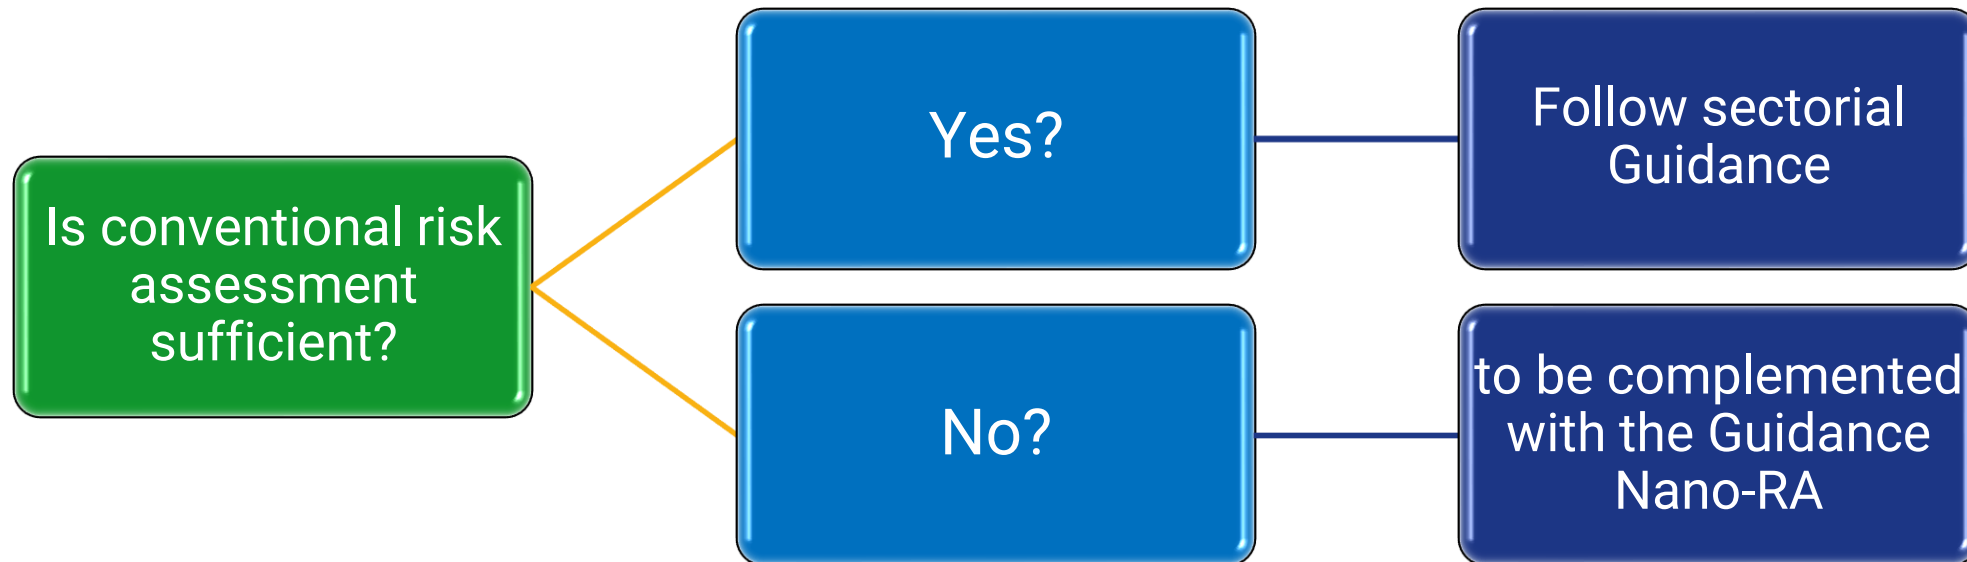 Is conventional risk
assessment
sufficient?
Yes?
Follow sectorial
Guidance
No?
to be complemented
with the Guidance
Nano-RA